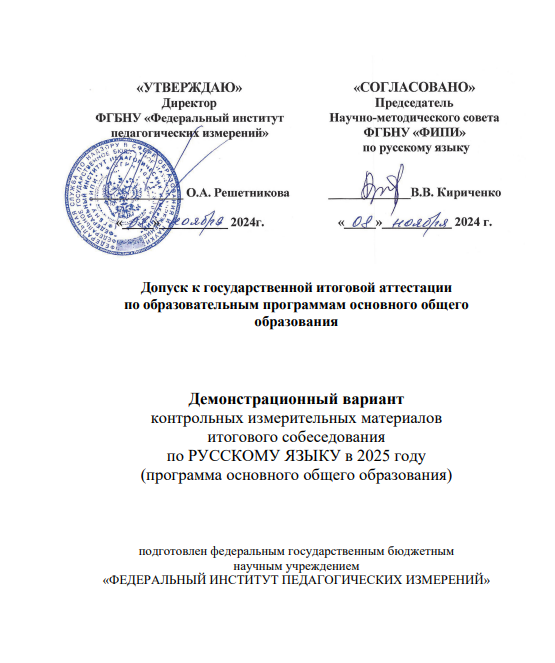 «УТВЕРЖДАЮ»
Директор
ФГБНУ «Федеральный институт
педагогических измерений»
О.А. Решетникова
« » ноября 2024г.
«СОГЛАСОВАНО»
Председатель
Научно-методического совета
ФГБНУ «ФИПИ»
по русскому языку
В.В. Кириченко
«08» ноября 2024 г.
Допуск к государственной итоговой аттестации
по образовательным программам основного общего
образования
Демонстрационный вариант
контрольных измерительных материалов
итогового собеседования
по РУССКОМУ ЯЗЫКУ в 2025 году
(программа основного общего образования)
подготовлен федеральным государственным бюджетным
научным учреждением
«ФЕДЕРАЛЬНЫЙ ИНСТИТУТ ПЕДАГОГИЧЕСКИХ ИЗМЕРЕНИЙ»